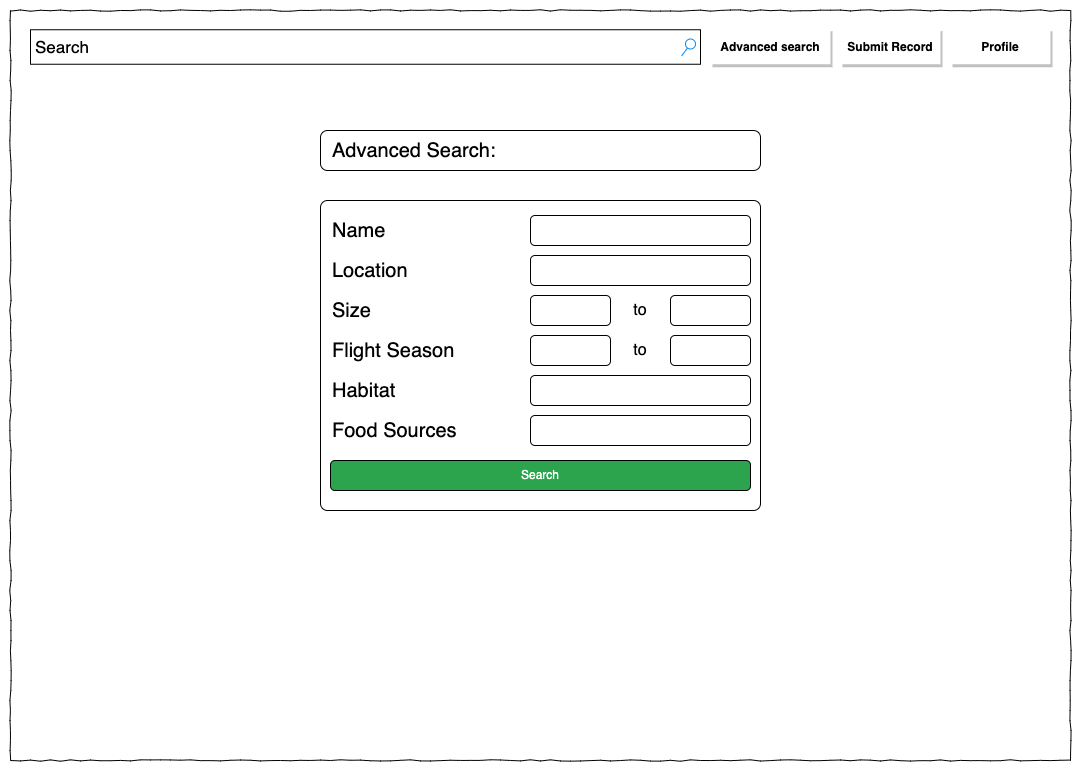 Search
Advanced search
Submit Record
Profile
Advanced Search:
Name
Location
Size to
Flight Season to
Habitat
Food Sources
Search